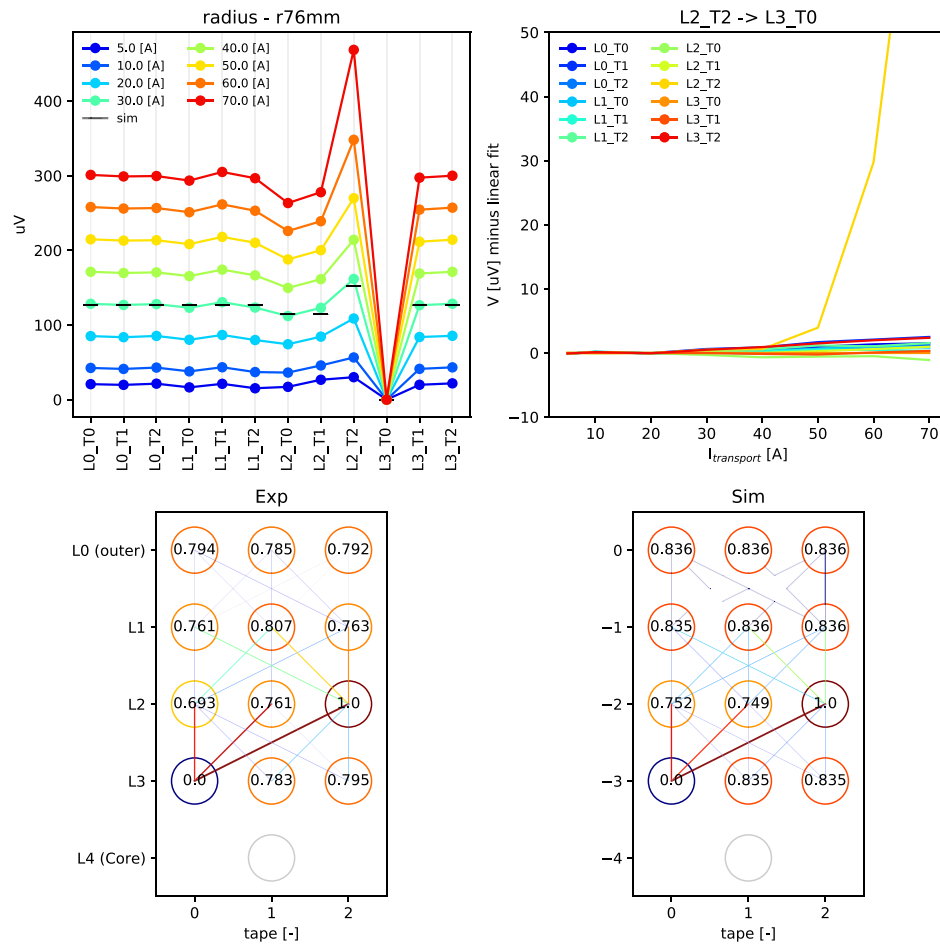 radius - r76mm
uV
400
300
200
100
0
5.0 [A]
10.0 [A]
20.0 [A]
30.0 [A]
sim
40.0 [A]
50.0 [A]
60.0 [A]
70.0 [A]
L0_T0
L0_T1
L0_T2
L1_T0
L1_T1
L1_T2
L2_T0
L2_T1
L2_T2
L3_T0
L3_T1
L3_T2
L2_T2 -> L3_T0
V [uV] minus linear fit
50
40
30
20
10
0
−10
L0_T0
L0_T1
L0_T2
L1_T0
L1_T1
L1_T2
L2_T0
L2_T1
L2_T2
L3_T0
L3_T1
L3_T2
10 20 30 40 50 60 70
I_transport [A]
Exp
L0 (outer) 0.794 0.785 0.792
L1 0.761 0.807 0.763
L2 0.693 0.761 1.0
L3 0.0 0.783 0.795
L4 (Core)
0 1 2
tape [-]
Sim
0 0.836 0.836 0.836
−1 0.835 0.836 0.836
−2 0.752 0.749 1.0
−3 0.0 0.835 0.835
−4
0 1 2
tape [-]